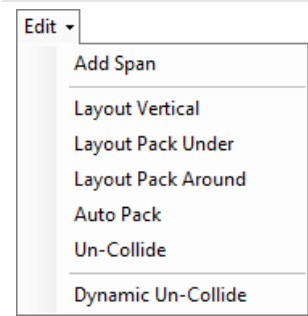 Edit
Add Span
Layout Vertical
Layout Pack Under
Layout Pack Around
Auto Pack
Un-Collide
Dynamic Un-Collide